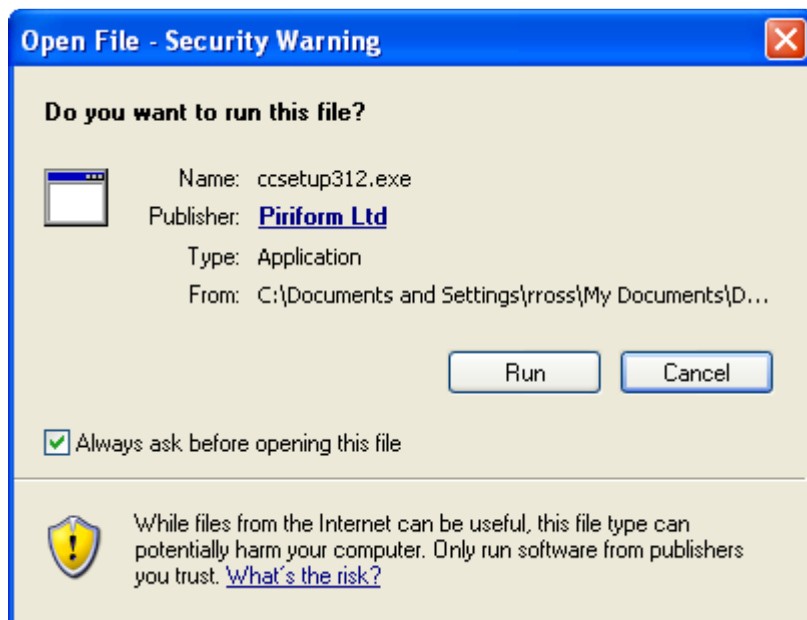 Open File - Security Warning
Do you want to run this file?
Name: ccsetup312.exe
Publisher: Piriform Ltd
Type: Application
From: C:\Documents and Settings\rross\My Documents\D...
Run Cancel
Always ask before opening this file
While files from the Internet can be useful, this file type can
potentially harm your computer. Only run software from publishers
you trust. What's the risk?